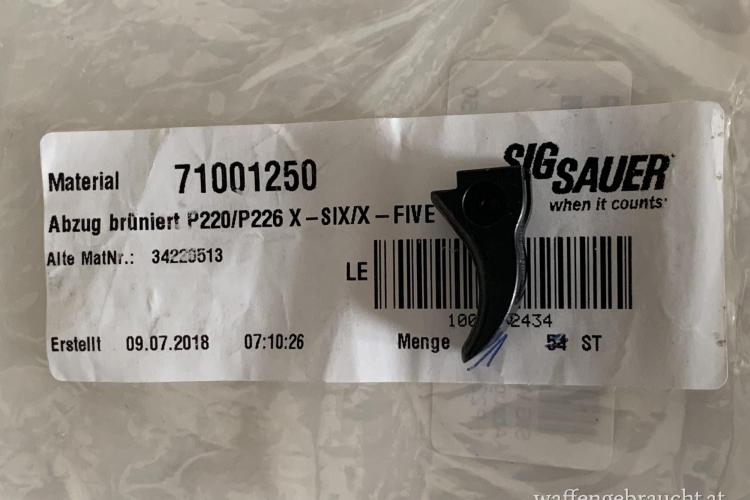 Material 71001250
SIG SAUER
when it counts
Abzug brüniert P220/P226 X-SIX/X-FIVE
Alte MatNr.: 34220513
LE
Erstellt 09.07.2018 07:10:26 Menge 1 ST
waffengebraucht.at